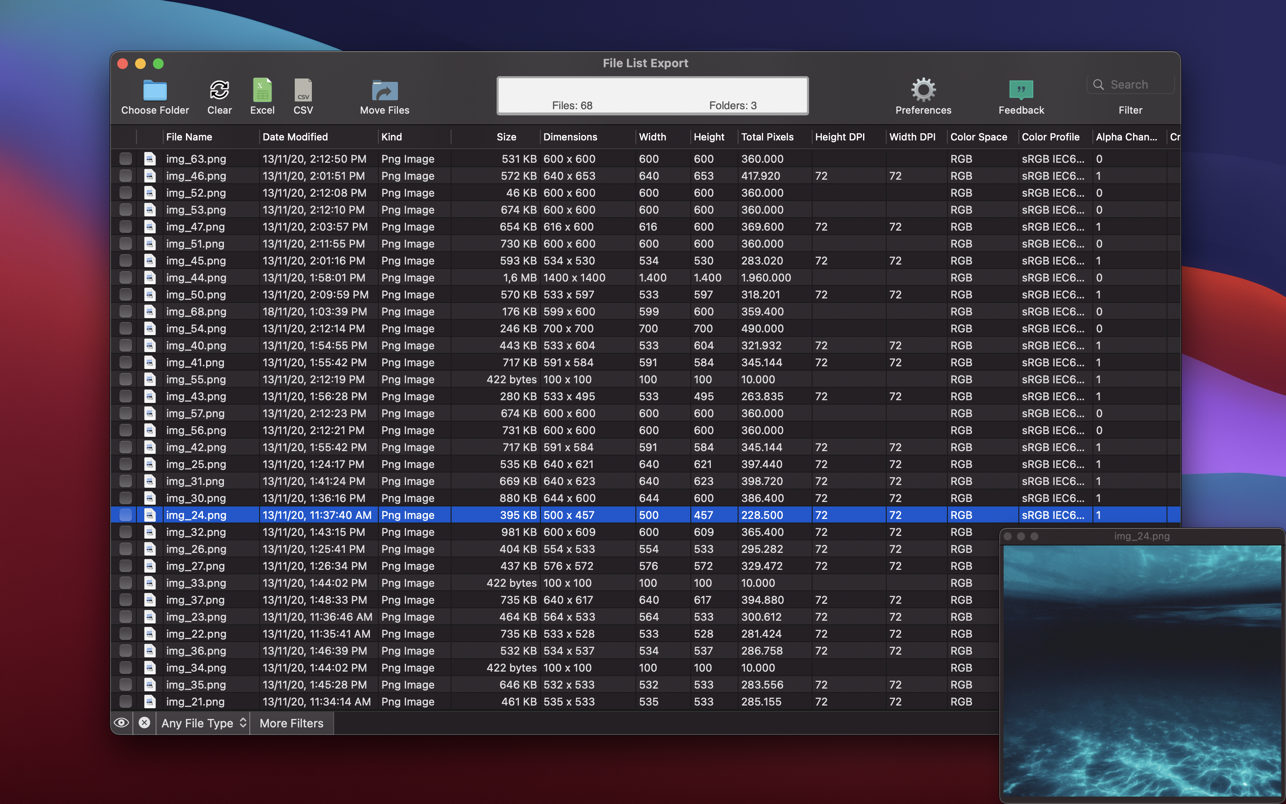 File List Export
Choose Folder Clear Excel CSV Move Files Files: 68 Folders: 3 Preferences Feedback Search Filter
File Name Date Modified Kind Size Dimensions Width Height Total Pixels Height DPI Width DPI Color Space Color Profile Alpha Chan... Cr
img_63.png 13/11/20, 2:12:50 PM Png Image 531 KB 600 x 600 600 600 360.000 RGB sRGB IEC6... 0
img_46.png 13/11/20, 2:01:51 PM Png Image 572 KB 640 x 653 640 653 417.920 72 72 RGB sRGB IEC6... 1
img_52.png 13/11/20, 2:12:08 PM Png Image 46 KB 600 x 600 600 600 360.000 RGB sRGB IEC6... 0
img_53.png 13/11/20, 2:12:10 PM Png Image 674 KB 600 x 600 600 600 360.000 RGB sRGB IEC6... 0
img_47.png 13/11/20, 2:03:57 PM Png Image 654 KB 616 x 600 616 600 369.600 72 72 RGB sRGB IEC6... 1
img_51.png 13/11/20, 2:11:55 PM Png Image 730 KB 600 x 600 600 600 360.000 RGB sRGB IEC6... 0
img_45.png 13/11/20, 2:01:16 PM Png Image 593 KB 534 x 530 534 530 283.020 72 72 RGB sRGB IEC6... 1
img_44.png 13/11/20, 1:58:01 PM Png Image 1,6 MB 1400 x 1400 1.400 1.400 1.960.000 RGB sRGB IEC6... 0
img_50.png 13/11/20, 2:09:59 PM Png Image 570 KB 533 x 597 533 597 318.201 72 72 RGB sRGB IEC6... 1
img_68.png 18/11/20, 1:03:39 PM Png Image 176 KB 599 x 600 599 600 359.400 RGB sRGB IEC6... 0
img_54.png 13/11/20, 2:12:14 PM Png Image 246 KB 700 x 700 700 700 490.000 RGB sRGB IEC6... 0
img_40.png 13/11/20, 1:54:55 PM Png Image 443 KB 533 x 604 533 604 321.932 72 72 RGB sRGB IEC6... 1
img_41.png 13/11/20, 1:55:42 PM Png Image 717 KB 591 x 584 591 584 345.144 72 72 RGB sRGB IEC6... 1
img_55.png 13/11/20, 2:12:19 PM Png Image 422 bytes 100 x 100 100 100 10.000 RGB sRGB IEC6... 1
img_43.png 13/11/20, 1:56:28 PM Png Image 280 KB 533 x 495 533 495 263.835 72 72 RGB sRGB IEC6... 1
img_57.png 13/11/20, 2:12:23 PM Png Image 674 KB 600 x 600 600 600 360.000 RGB sRGB IEC6... 0
img_56.png 13/11/20, 2:12:21 PM Png Image 731 KB 600 x 600 600 600 360.000 RGB sRGB IEC6... 0
img_42.png 13/11/20, 1:55:42 PM Png Image 717 KB 591 x 584 591 584 345.144 72 72 RGB sRGB IEC6... 1
img_25.png 13/11/20, 1:24:17 PM Png Image 535 KB 640 x 621 640 621 397.440 72 72 RGB sRGB IEC6... 1
img_31.png 13/11/20, 1:41:24 PM Png Image 669 KB 640 x 623 640 623 398.720 72 72 RGB sRGB IEC6... 1
img_30.png 13/11/20, 1:36:16 PM Png Image 880 KB 644 x 600 644 600 386.400 72 72 RGB sRGB IEC6... 1
img_24.png 13/11/20, 11:37:40 AM Png Image 395 KB 500 x 457 500 457 228.500 72 72 RGB sRGB IEC6... 1
img_32.png 13/11/20, 1:43:15 PM Png Image 981 KB 600 x 609 600 609 365.400 72 72 RGB
img_24.png
img_26.png 13/11/20, 1:25:41 PM Png Image 404 KB 554 x 533 554 533 295.282 72 72 RGB
img_27.png 13/11/20, 1:26:34 PM Png Image 437 KB 576 x 572 576 572 329.472 72 72 RGB
img_33.png 13/11/20, 1:44:02 PM Png Image 422 bytes 100 x 100 100 100 10.000 RGB
img_37.png 13/11/20, 1:48:33 PM Png Image 735 KB 640 x 617 640 617 394.880 72 72 RGB
img_23.png 13/11/20, 11:36:46 AM Png Image 464 KB 564 x 533 564 533 300.612 72 72 RGB
img_22.png 13/11/20, 11:35:41 AM Png Image 735 KB 533 x 528 533 528 281.424 72 72 RGB
img_36.png 13/11/20, 1:46:39 PM Png Image 532 KB 534 x 537 534 537 286.758 72 72 RGB
img_34.png 13/11/20, 1:44:02 PM Png Image 422 bytes 100 x 100 100 100 10.000 RGB
img_35.png 13/11/20, 1:45:28 PM Png Image 646 KB 532 x 533 532 533 283.556 72 72 RGB
img_21.png 13/11/20, 11:34:14 AM Png Image 461 KB 535 x 533 535 533 285.155 72 72 RGB
Any File Type More Filters